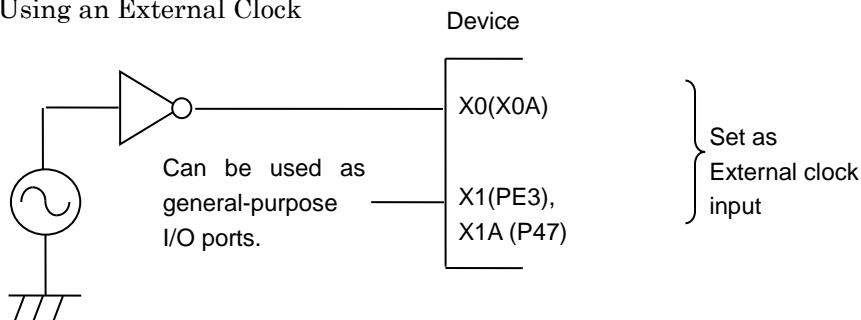 Using an External Clock
Device
X0(X0A)
Can be used as
general-purpose
I/O ports.
X1(PE3),
X1A (P47)
Set as
External clock
input